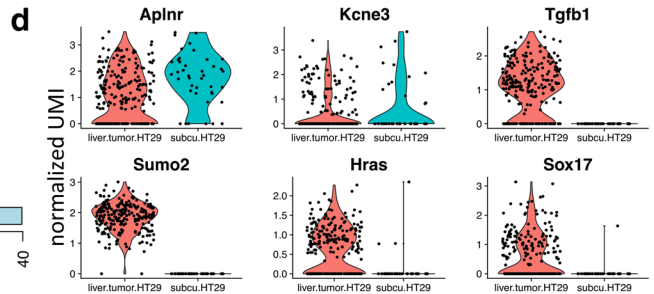 d
Aplnr
Kcne3
Tgfb1
3
2
1
0
3
2
1
0
2
1
0
liver.tumor.HT29 subcu.HT29
liver.tumor.HT29 subcu.HT29
liver.tumor.HT29 subcu.HT29
normalized UMI
Sumo2
Hras
Sox17
3
2
1
0
2.0
1.5
1.0
0.5
0.0
3
2
1
0
liver.tumor.HT29 subcu.HT29
liver.tumor.HT29 subcu.HT29
liver.tumor.HT29 subcu.HT29
40